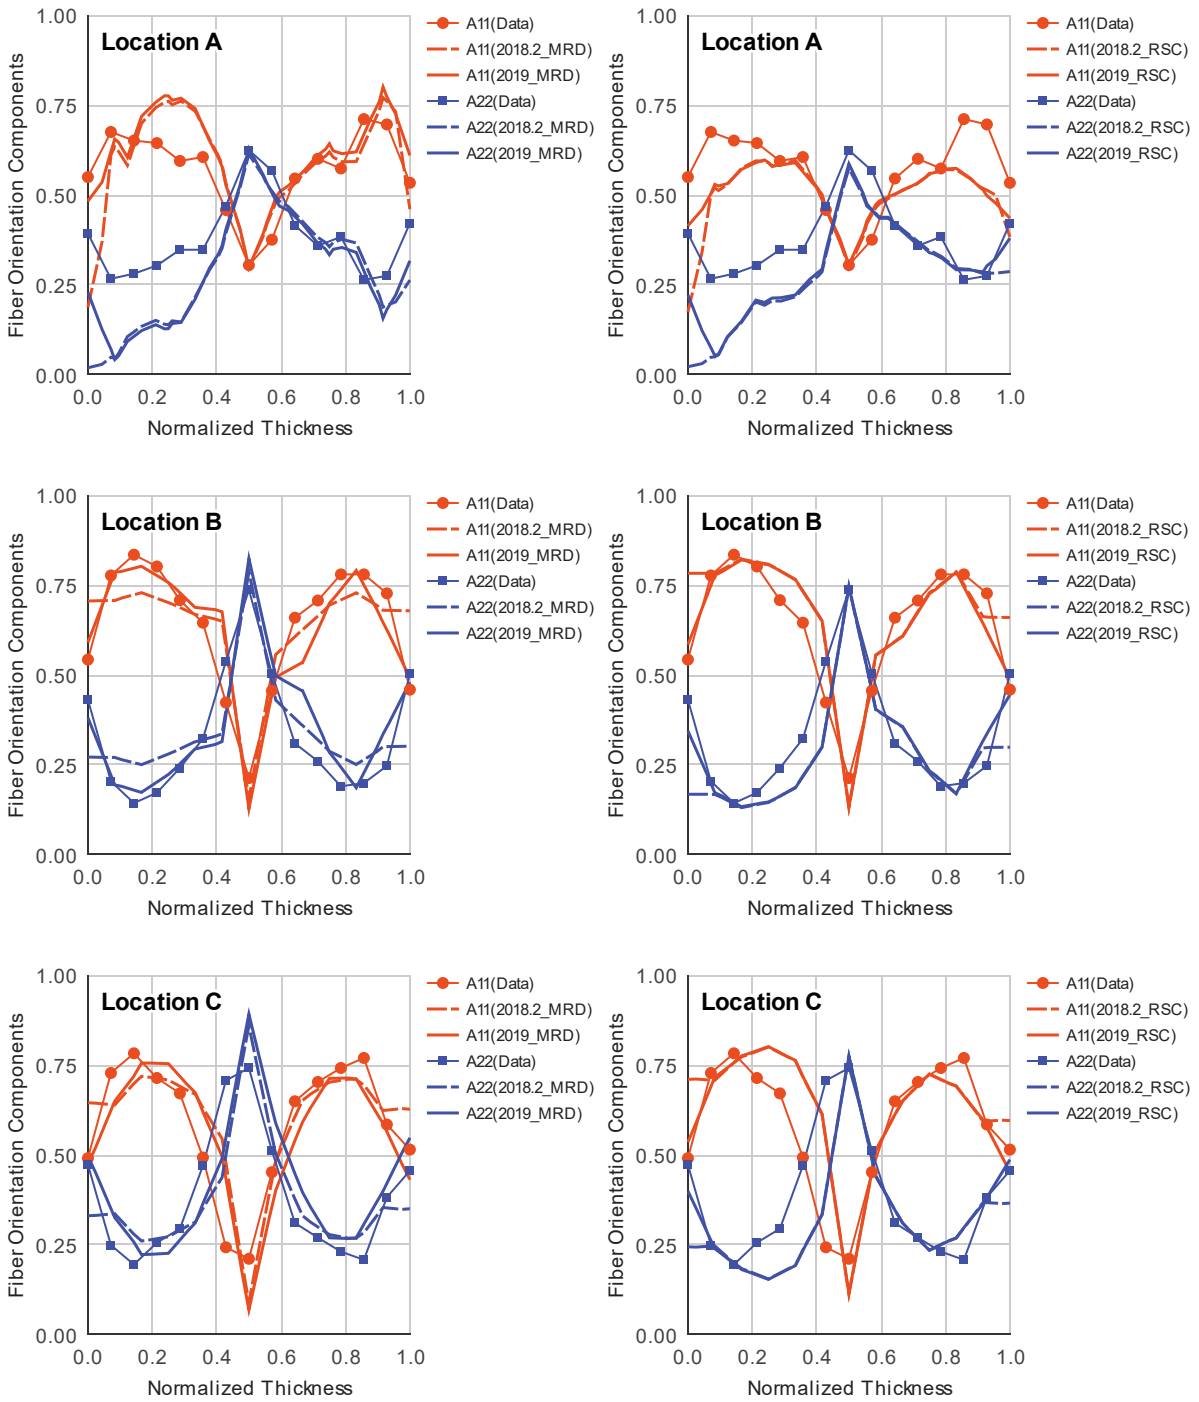 Location A
1.00
0.75
0.50
0.25
0.00
Fiber Orientation Components
0.0 0.2 0.4 0.6 0.8 1.0
Normalized Thickness
A11(Data)
A11(2018.2_MRD)
A11(2019_MRD)
A22(Data)
A22(2018.2_MRD)
A22(2019_MRD)
Location A
1.00
0.75
0.50
0.25
0.00
Fiber Orientation Components
0.0 0.2 0.4 0.6 0.8 1.0
Normalized Thickness
A11(Data)
A11(2018.2_RSC)
A11(2019_RSC)
A22(Data)
A22(2018.2_RSC)
A22(2019_RSC)
Location B
1.00
0.75
0.50
0.25
0.00
Fiber Orientation Components
0.0 0.2 0.4 0.6 0.8 1.0
Normalized Thickness
A11(Data)
A11(2018.2_MRD)
A11(2019_MRD)
A22(Data)
A22(2018.2_MRD)
A22(2019_MRD)
Location B
1.00
0.75
0.50
0.25
0.00
Fiber Orientation Components
0.0 0.2 0.4 0.6 0.8 1.0
Normalized Thickness
A11(Data)
A11(2018.2_RSC)
A11(2019_RSC)
A22(Data)
A22(2018.2_RSC)
A22(2019_RSC)
Location C
1.00
0.75
0.50
0.25
0.00
Fiber Orientation Components
0.0 0.2 0.4 0.6 0.8 1.0
Normalized Thickness
A11(Data)
A11(2018.2_MRD)
A11(2019_MRD)
A22(Data)
A22(2018.2_MRD)
A22(2019_MRD)
Location C
1.00
0.75
0.50
0.25
0.00
Fiber Orientation Components
0.0 0.2 0.4 0.6 0.8 1.0
Normalized Thickness
A11(Data)
A11(2018.2_RSC)
A11(2019_RSC)
A22(Data)
A22(2018.2_RSC)
A22(2019_RSC)